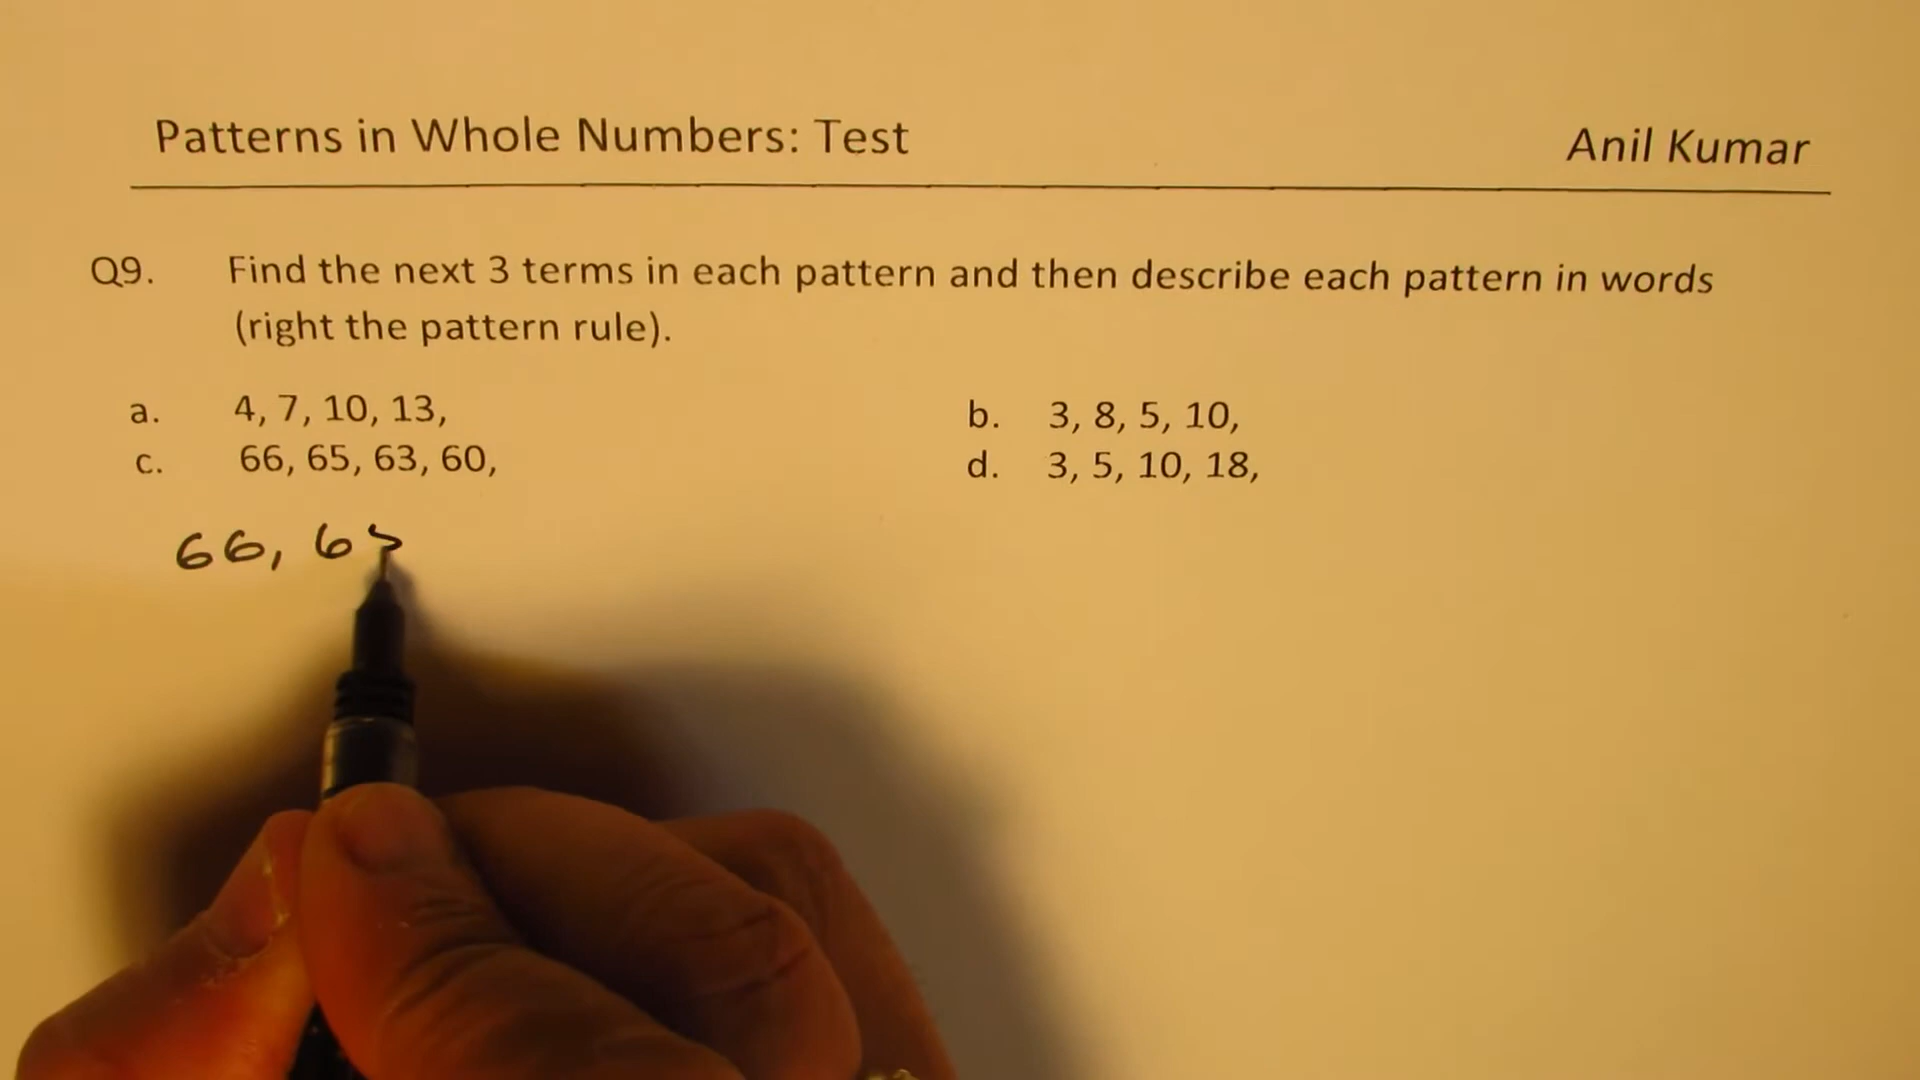 Patterns in Whole Numbers: Test
Anil Kumar
Q9. Find the next 3 terms in each pattern and then describe each pattern in words
(right the pattern rule).
a. 4, 7, 10, 13,
b. 3, 8, 5, 10,
c. 66, 65, 63, 60,
d. 3, 5, 10, 18,
66, 65